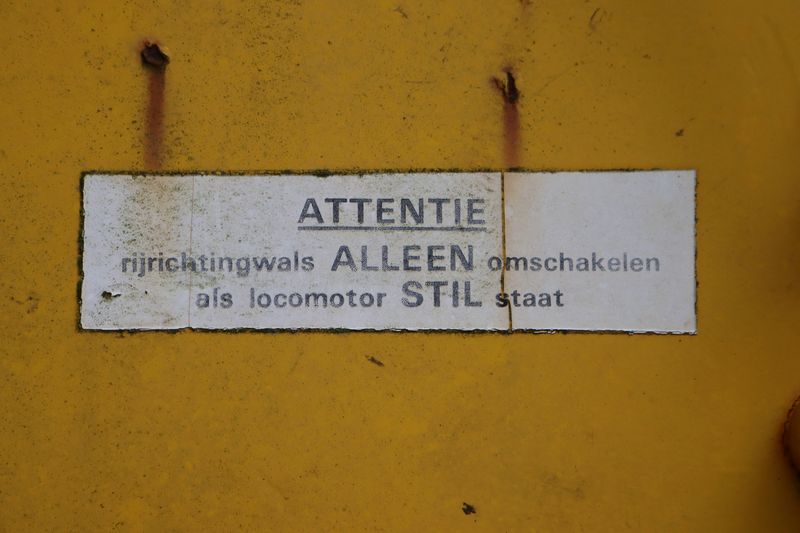 ATTENTIE
rijrichtingwals ALLEEN omschakelen
als locomotor STIL staat